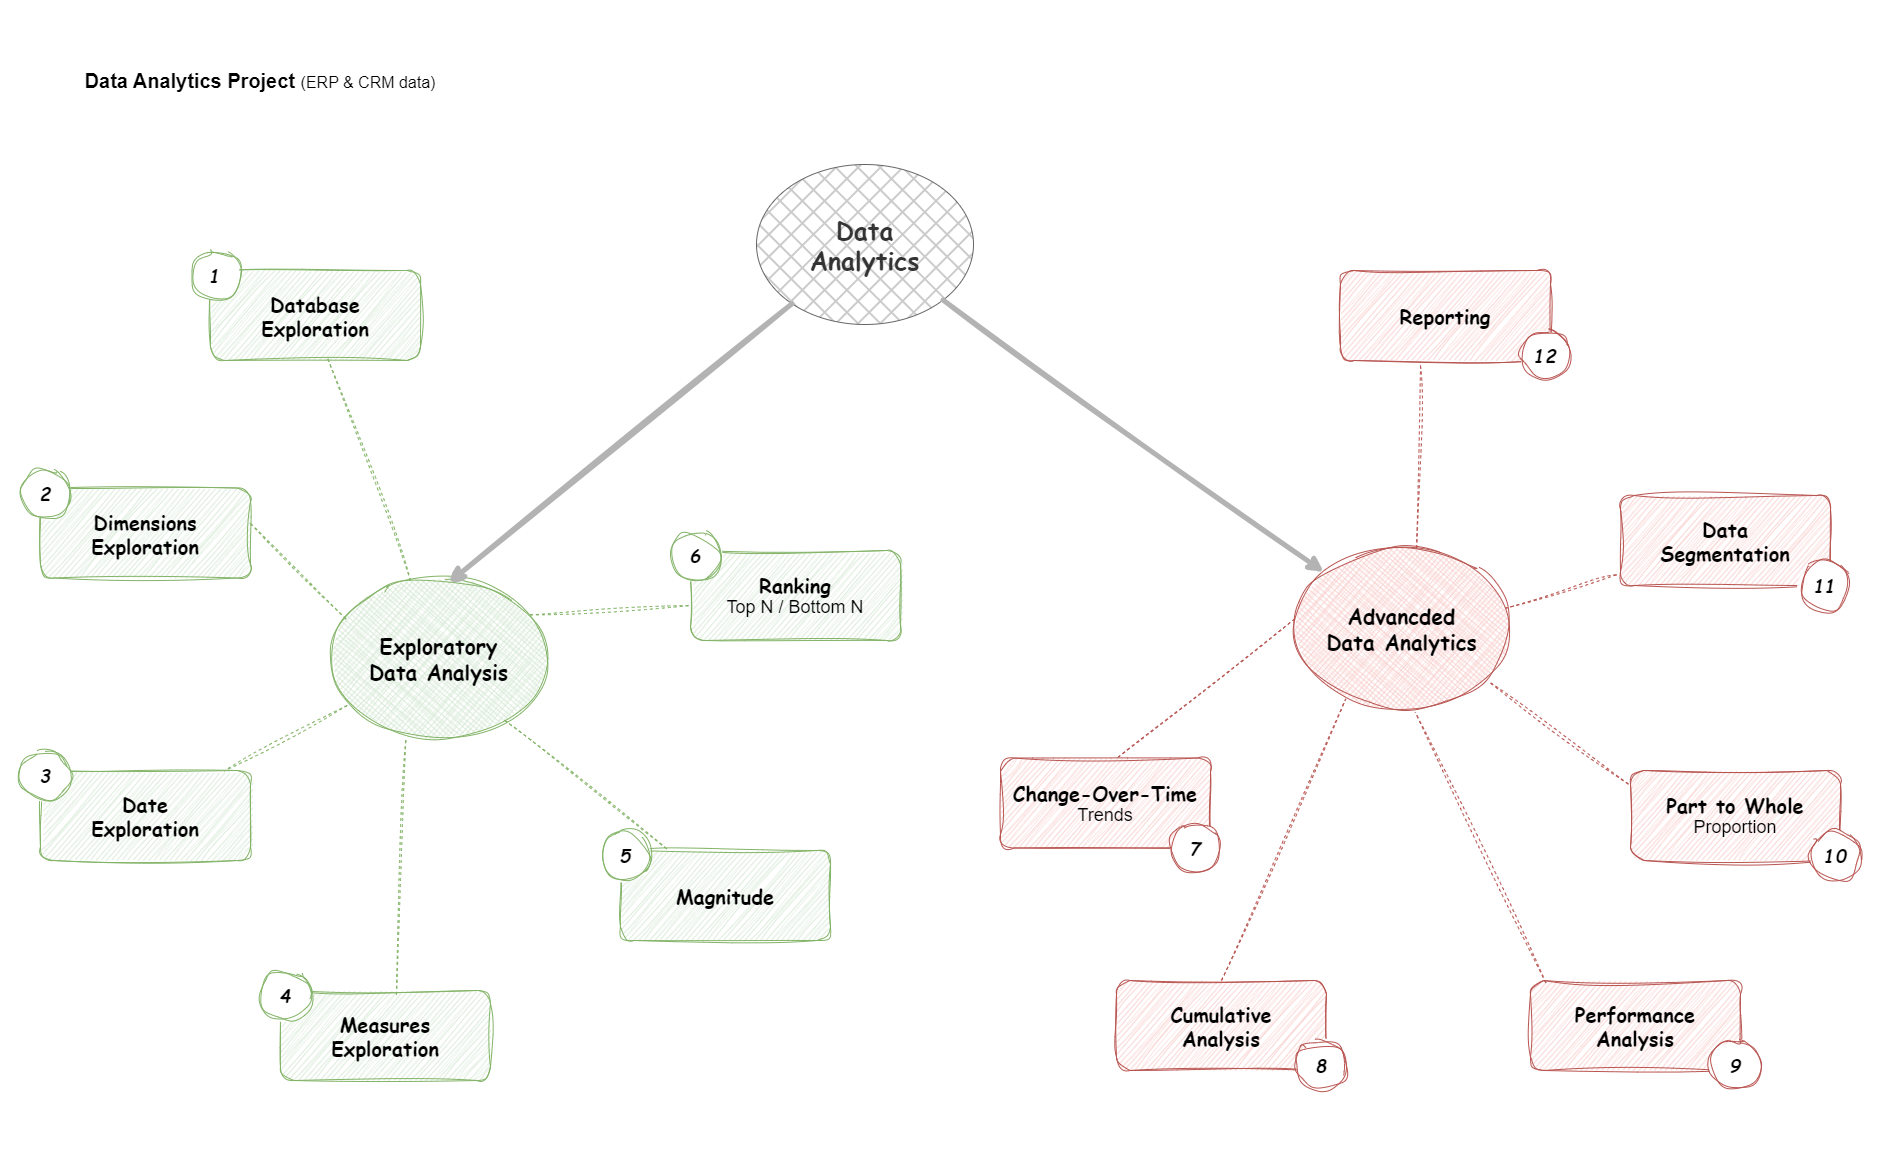 Data Analytics Project (ERP & CRM data)
Data
Analytics
1
Database
Exploration
2
Dimensions
Exploration
3
Date
Exploration
4
Measures
Exploration
5
Magnitude
6
Ranking
Top N / Bottom N
Exploratory
Data Analysis
Advancded
Data Analytics
Change-Over-Time
Trends
7
Cumulative
Analysis
8
Performance
Analysis
9
Part to Whole
Proportion
10
Data
Segmentation
11
Reporting
12